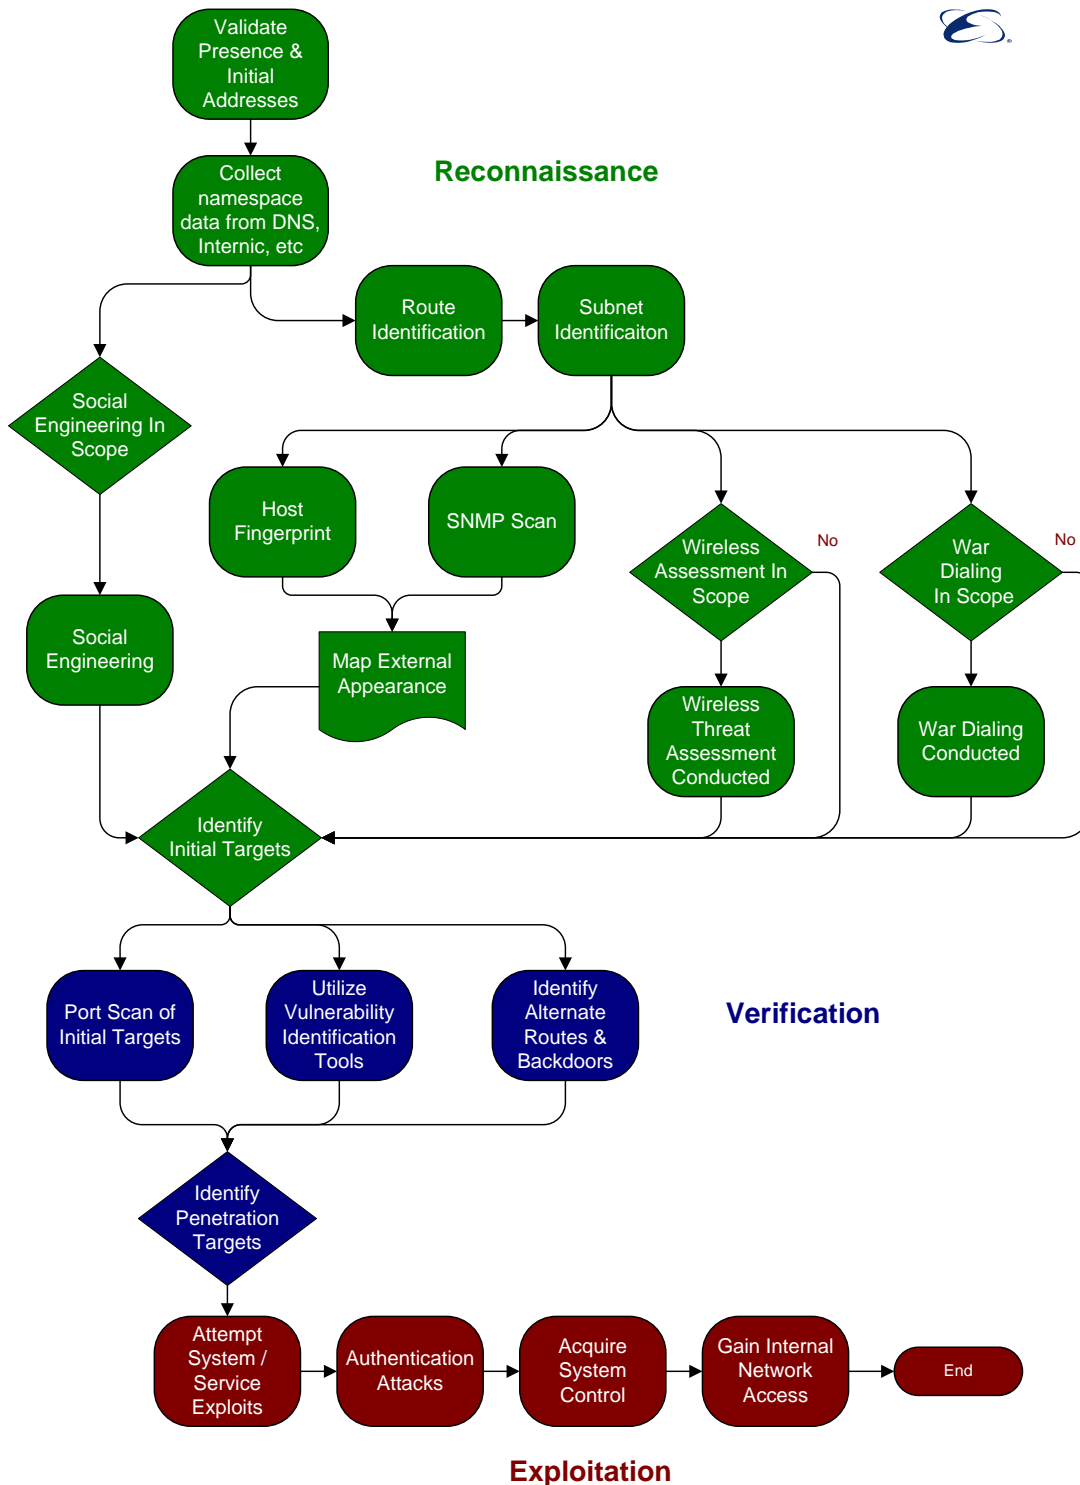 Validate
Presence &
Initial
Addresses
Reconnaissance
Collect
namespace
data from DNS,
Internic, etc
Route
Identification
Subnet
Identificaiton
Social
Engineering In
Scope
Host
Fingerprint
SNMP Scan
Wireless
Assessment In
Scope
No
War
Dialing
In Scope
No
Social
Engineering
Map External
Appearance
Wireless
Threat
Assessment
Conducted
War Dialing
Conducted
Identify
Initial Targets
Port Scan of
Initial Targets
Utilize
Vulnerability
Identification
Tools
Identify
Alternate
Routes &
Backdoors
Verification
Identify
Penetration
Targets
Attempt
System /
Service
Exploits
Authentication
Attacks
Acquire
System
Control
Gain Internal
Network
Access
End
Exploitation